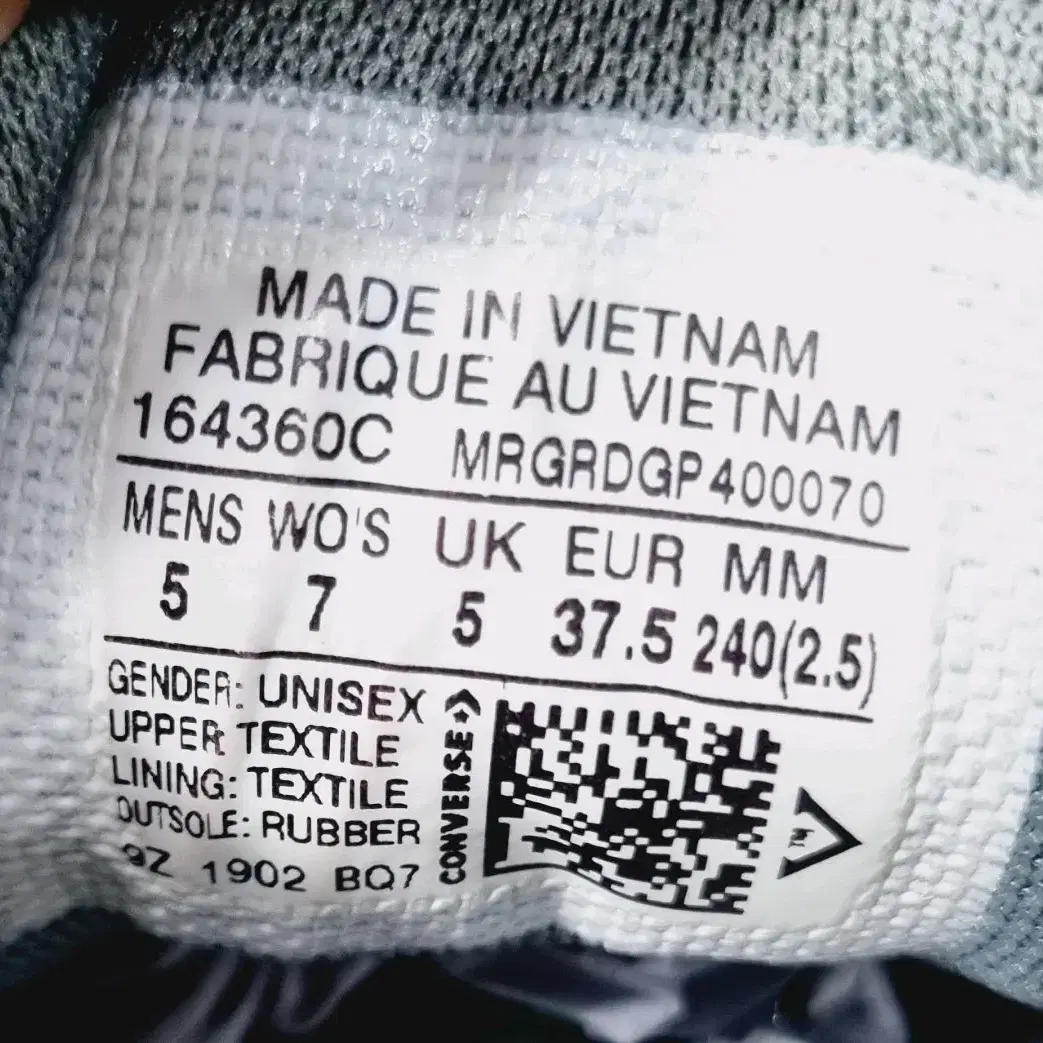 MADE IN VIETNAM
FABRIQUE AU VIETNAM
164360C MRGRDGP400070
MENS WO'S UK EUR MM
5 7 5 37.5 240(2.5)
GENDER: UNISEX
UPPER: TEXTILE
LINING: TEXTILE
OUTSOLE: RUBBER
9Z 1902 BQ7
CONVERSE